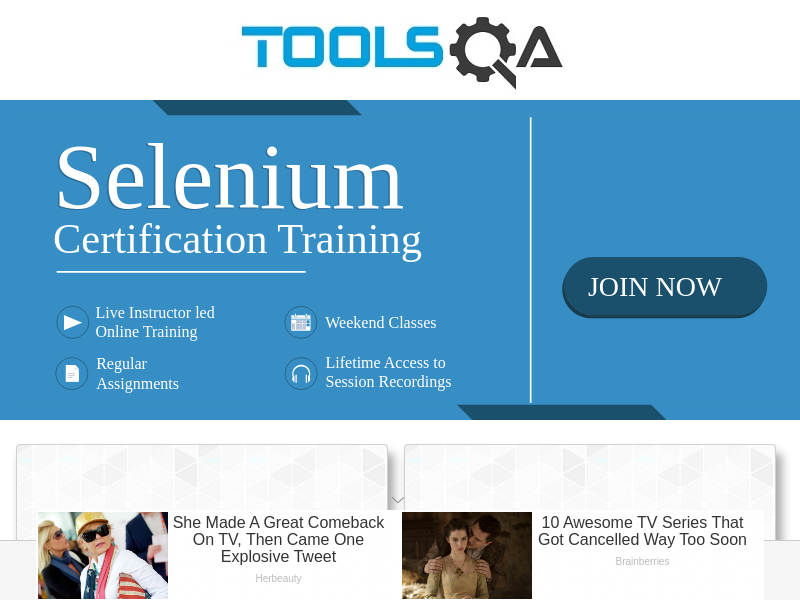 TOOLSQA
Selenium
Certification Training
JOIN NOW
Live Instructor led
Online Training
Weekend Classes
Regular
Assignments
Lifetime Access to
Session Recordings
She Made A Great Comeback
On TV, Then Came One
Explosive Tweet
Herbeauty
10 Awesome TV Series That
Got Cancelled Way Too Soon
Brainberries